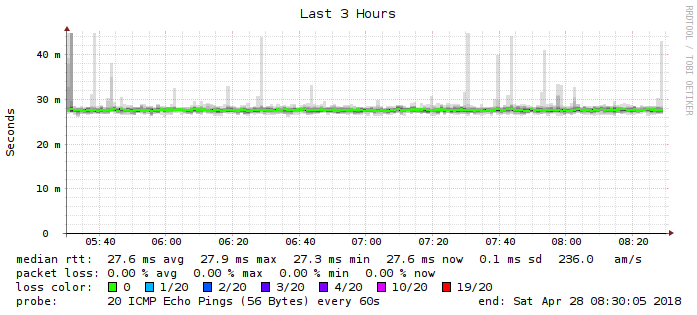 Last 3 Hours
RRDTOOL / TOBI OETIKER
Seconds
40 m
30 m
20 m
10 m
0
05:40 06:00 06:20 06:40 07:00 07:20 07:40 08:00 08:20
median rtt: 27.6 ms avg 27.9 ms max 27.3 ms min 27.6 ms now 0.1 ms sd 236.0 am/s
packet loss: 0.00 % avg 0.00 % max 0.00 % min 0.00 % now
loss color: 0 1/20 2/20 3/20 4/20 10/20 19/20
probe: 20 ICMP Echo Pings (56 Bytes) every 60s end: Sat Apr 28 08:30:05 2018